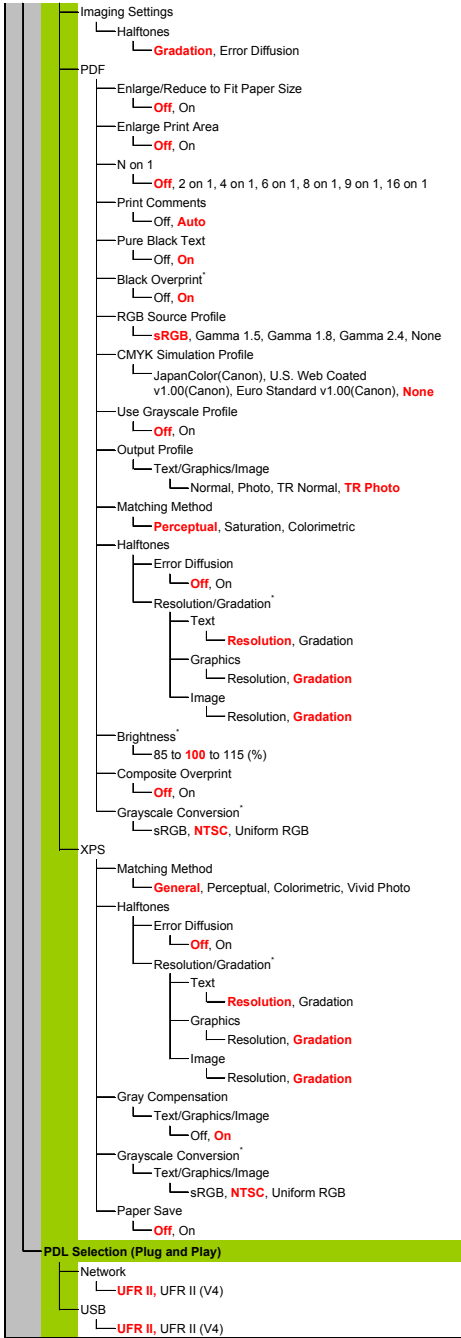 Imaging Settings
Halftones
Gradation, Error Diffusion
PDF
Enlarge/Reduce to Fit Paper Size
Off, On
Enlarge Print Area
Off, On
N on 1
Off, 2 on 1, 4 on 1, 6 on 1, 8 on 1, 9 on 1, 16 on 1
Print Comments
Off, Auto
Pure Black Text
Off, On
Black Overprint*
Off, On
RGB Source Profile
sRGB, Gamma 1.5, Gamma 1.8, Gamma 2.4, None
CMYK Simulation Profile
JapanColor(Canon), U.S. Web Coated
v1.00(Canon), Euro Standard v1.00(Canon), None
Use Grayscale Profile
Off, On
Output Profile
Text/Graphics/Image
Normal, Photo, TR Normal, TR Photo
Matching Method
Perceptual, Saturation, Colorimetric
Halftones
Error Diffusion
Off, On
Resolution/Gradation*
Text
Resolution, Gradation
Graphics
Resolution, Gradation
Image
Resolution, Gradation
Brightness*
85 to 100 to 115 (%)
Composite Overprint
Off, On
Grayscale Conversion*
sRGB, NTSC, Uniform RGB
XPS
Matching Method
General, Perceptual, Colorimetric, Vivid Photo
Halftones
Error Diffusion
Off, On
Resolution/Gradation*
Text
Resolution, Gradation
Graphics
Resolution, Gradation
Image
Resolution, Gradation
Gray Compensation
Text/Graphics/Image
Off, On
Grayscale Conversion*
Text/Graphics/Image
sRGB, NTSC, Uniform RGB
Paper Save
Off, On
PDL Selection (Plug and Play)
Network
UFR II, UFR II (V4)
USB
UFR II, UFR II (V4)